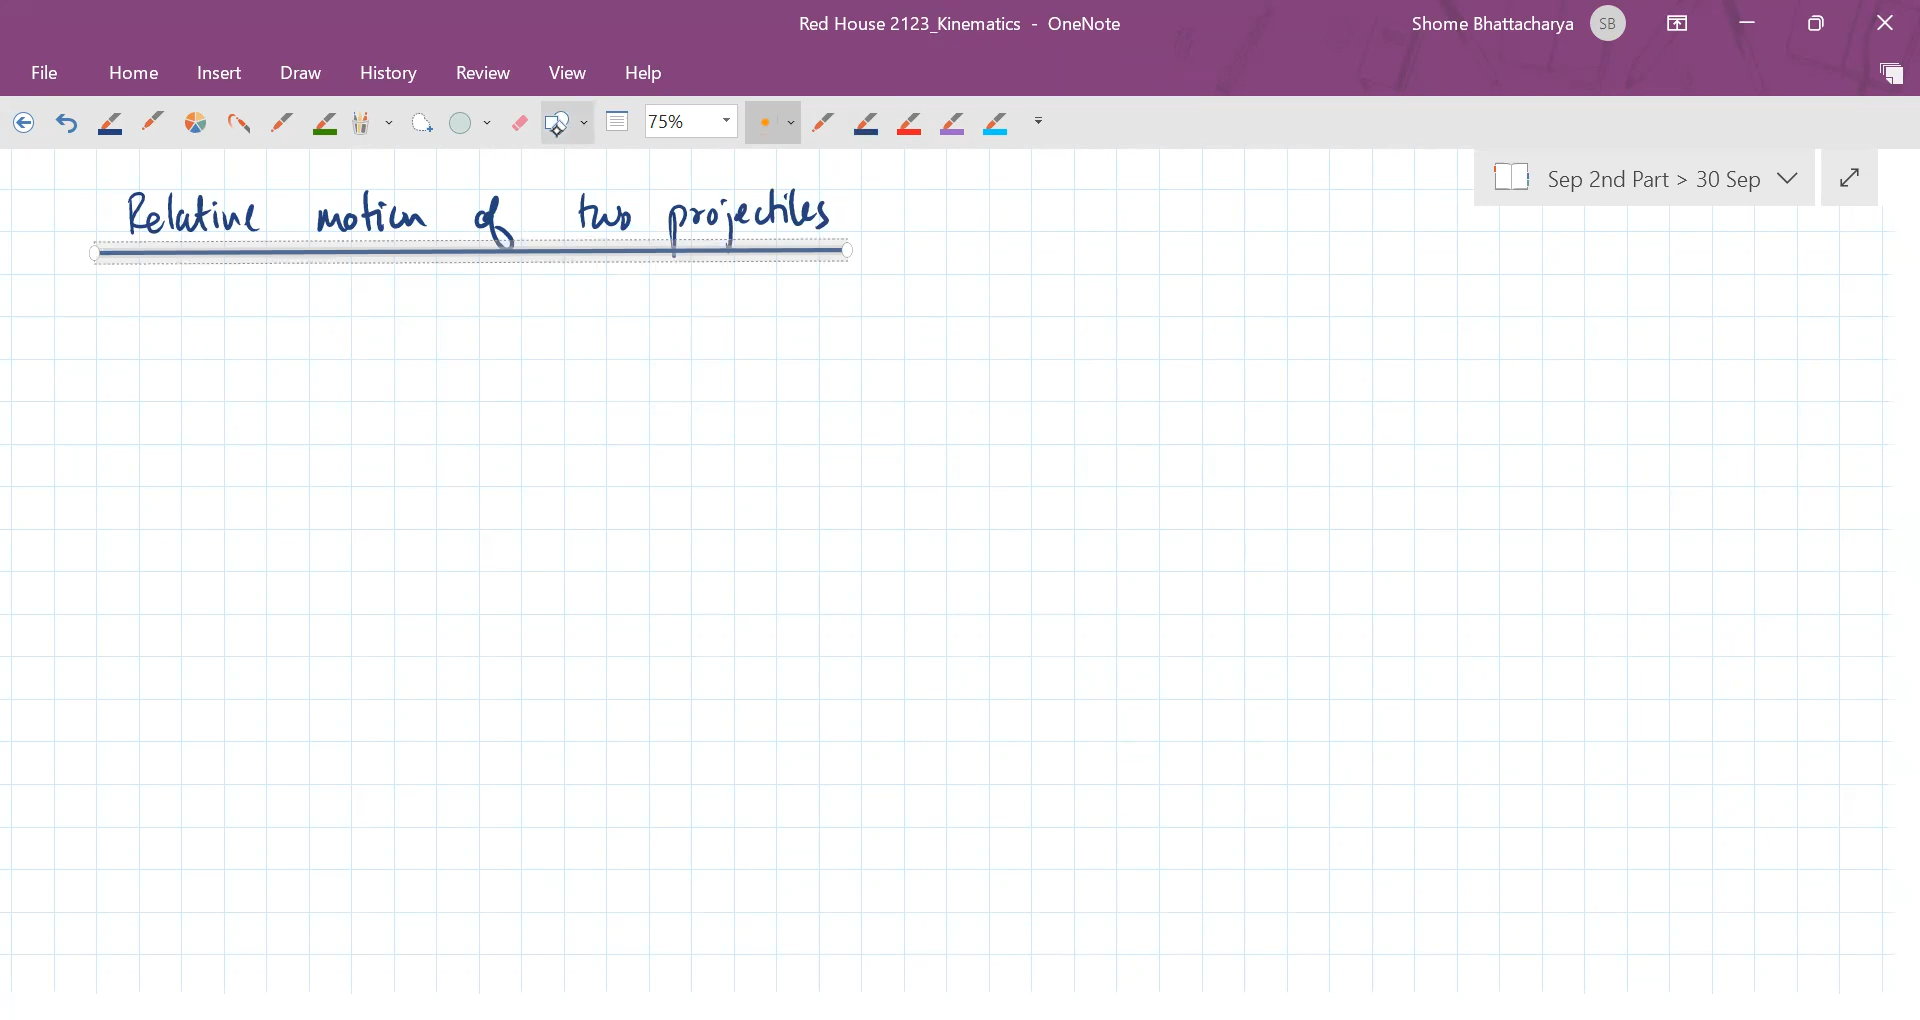 Red House 2123_Kinematics - OneNote
Shome Bhattacharya SB
File Home Insert Draw History Review View Help
75%
Sep 2nd Part > 30 Sep
Relative motion of two projectiles